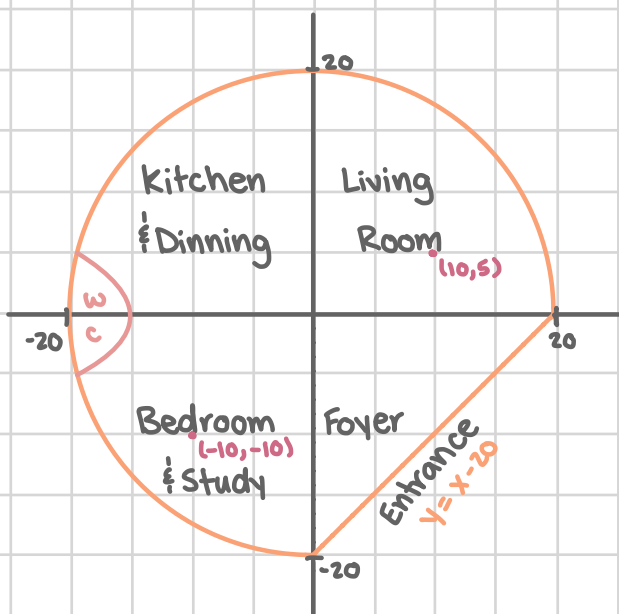 20
Kitchen
& Dinning
Living
Room
(10,5)
W
C
-20
20
Bedroom
(-10,-10)
& Study
Foyer
Entrance
y=x-20
-20